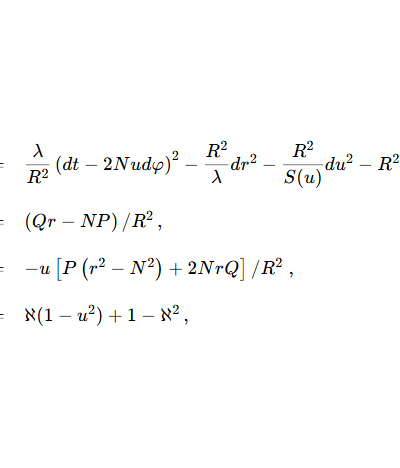 = λ/R² (dt − 2Nudφ)² − R²/λ dr² − R²/S(u) du² − R²
= (Qr − NP) /R² ,
= −u [P (r² − N²) + 2NrQ] /R² ,
= ℵ(1 − u²) + 1 − ℵ² ,